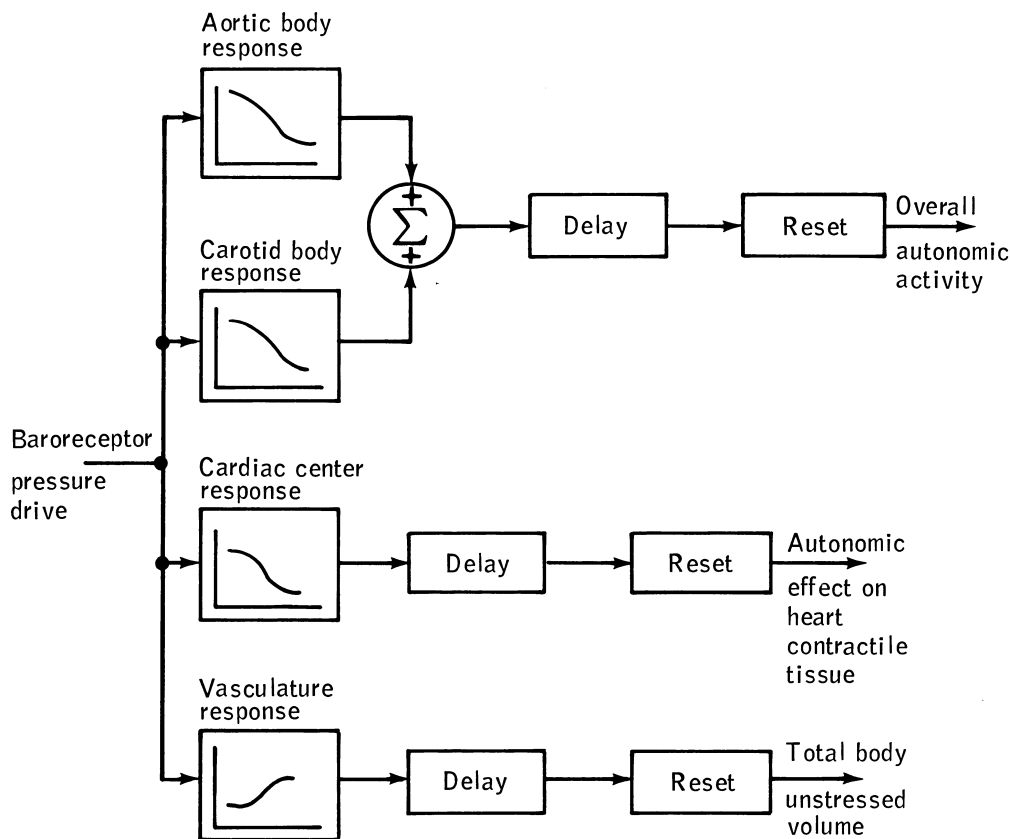 Aortic body
response
+
Σ
+
Delay
Reset
Overall
autonomic
activity
Carotid body
response
Baroreceptor
pressure
drive
Cardiac center
response
Delay
Reset
Autonomic
effect on
heart
contractile
tissue
Vasculature
response
Delay
Reset
Total body
unstressed
volume